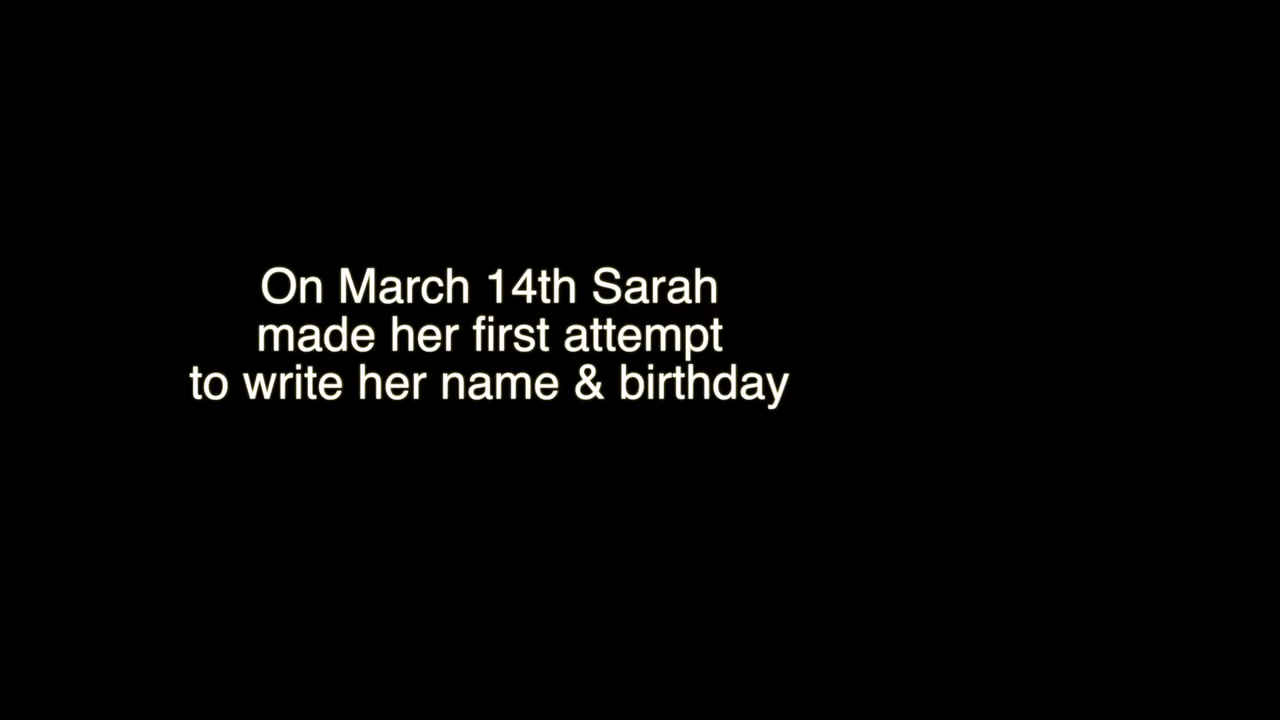 On March 14th Sarah
made her first attempt
to write her name & birthday